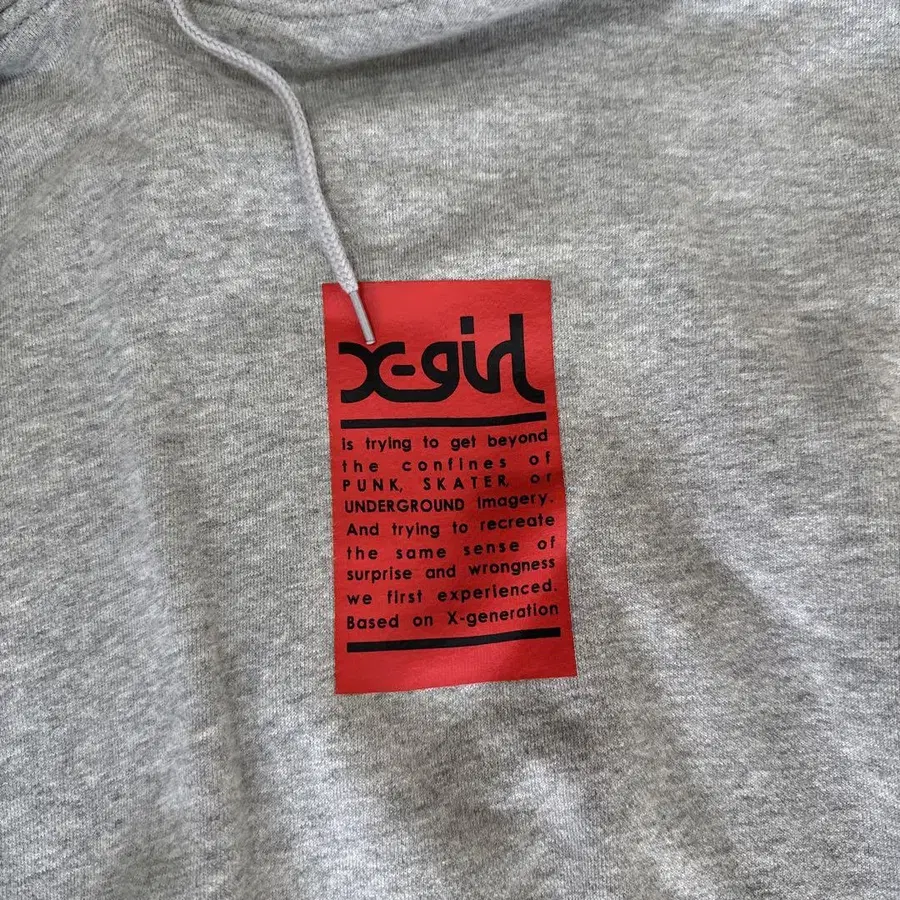 X-girl
is trying to get beyond
the confines of
PUNK, SKATER, or
UNDERGROUND imagery.
And trying to recreate
the same sense of
surprise and wrongness
we first experienced.
Based on X-generation